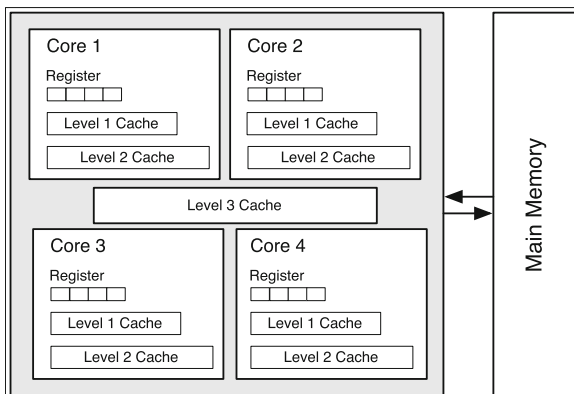 Core 1
Register
Level 1 Cache
Level 2 Cache
Core 2
Register
Level 1 Cache
Level 2 Cache
Level 3 Cache
Core 3
Register
Level 1 Cache
Level 2 Cache
Core 4
Register
Level 1 Cache
Level 2 Cache
Main Memory